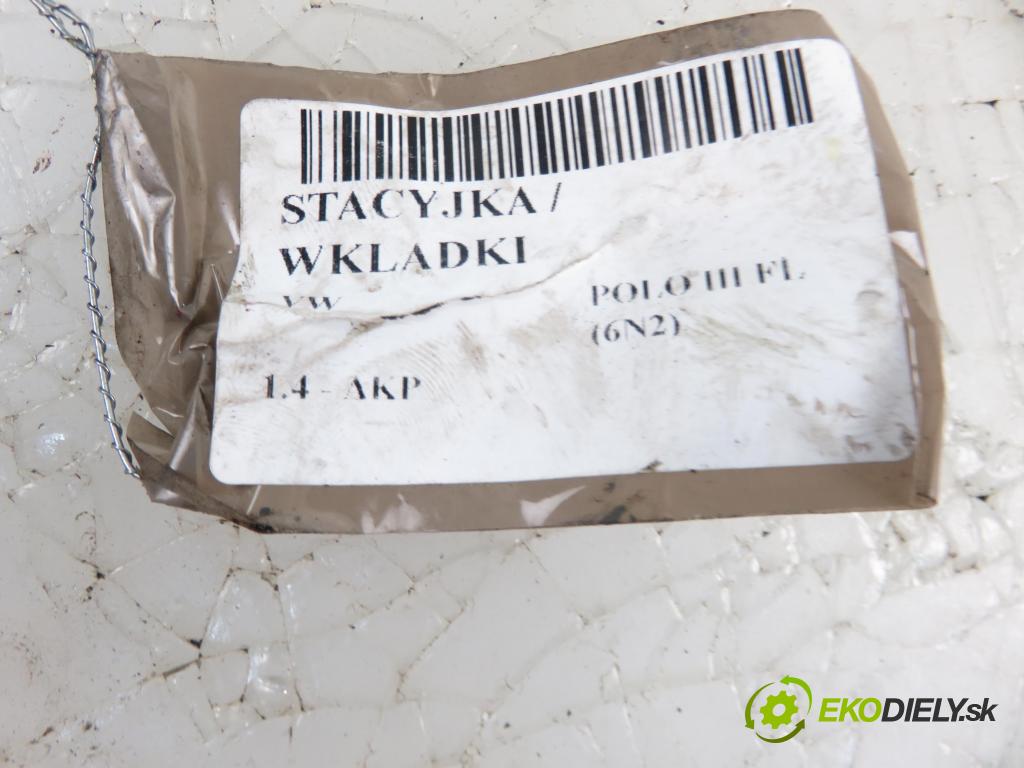 STACYJKA /
WKLADKI
VW POLO III FL
(6N2)
1.4 - AKP
EKODIELY.sk